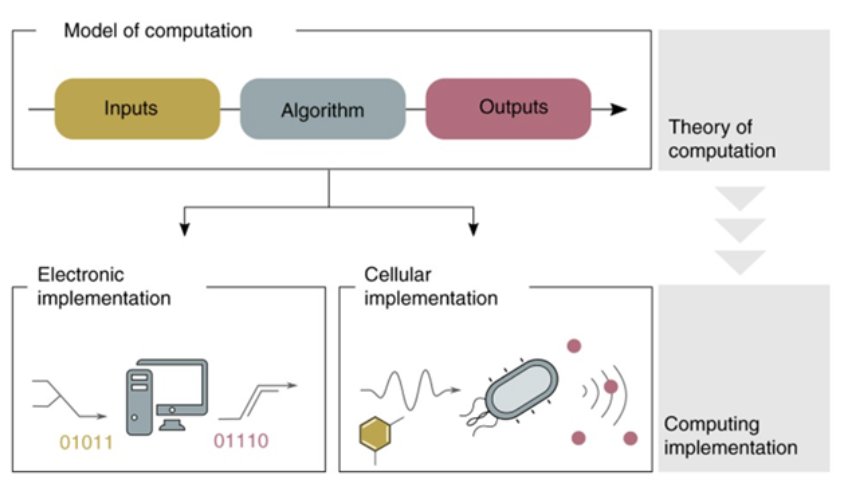 Model of computation
Inputs
Algorithm
Outputs
Theory of
computation
Electronic
implementation
01011
01110
Cellular
implementation
Computing
implementation